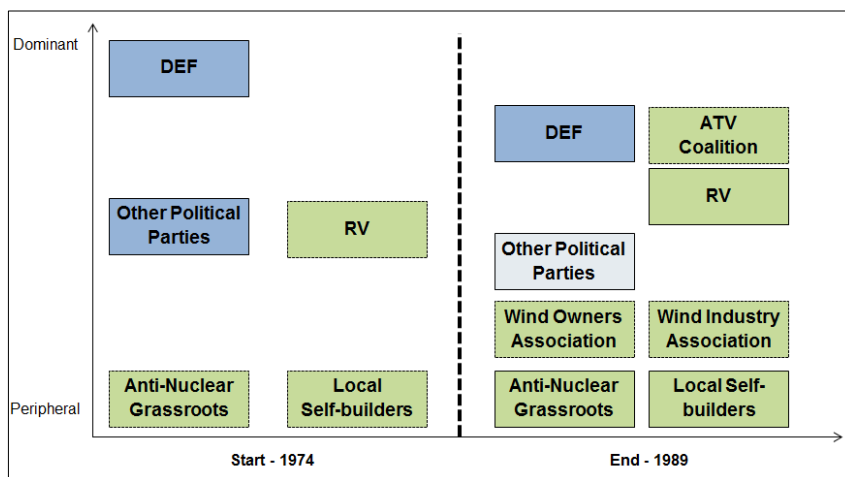 Dominant
DEF
Other Political
Parties
RV
Anti-Nuclear
Grassroots
Local
Self-builders
Peripheral
DEF
ATV
Coalition
RV
Other Political
Parties
Wind Owners
Association
Wind Industry
Association
Anti-Nuclear
Grassroots
Local Self-
builders
Start - 1974
End - 1989